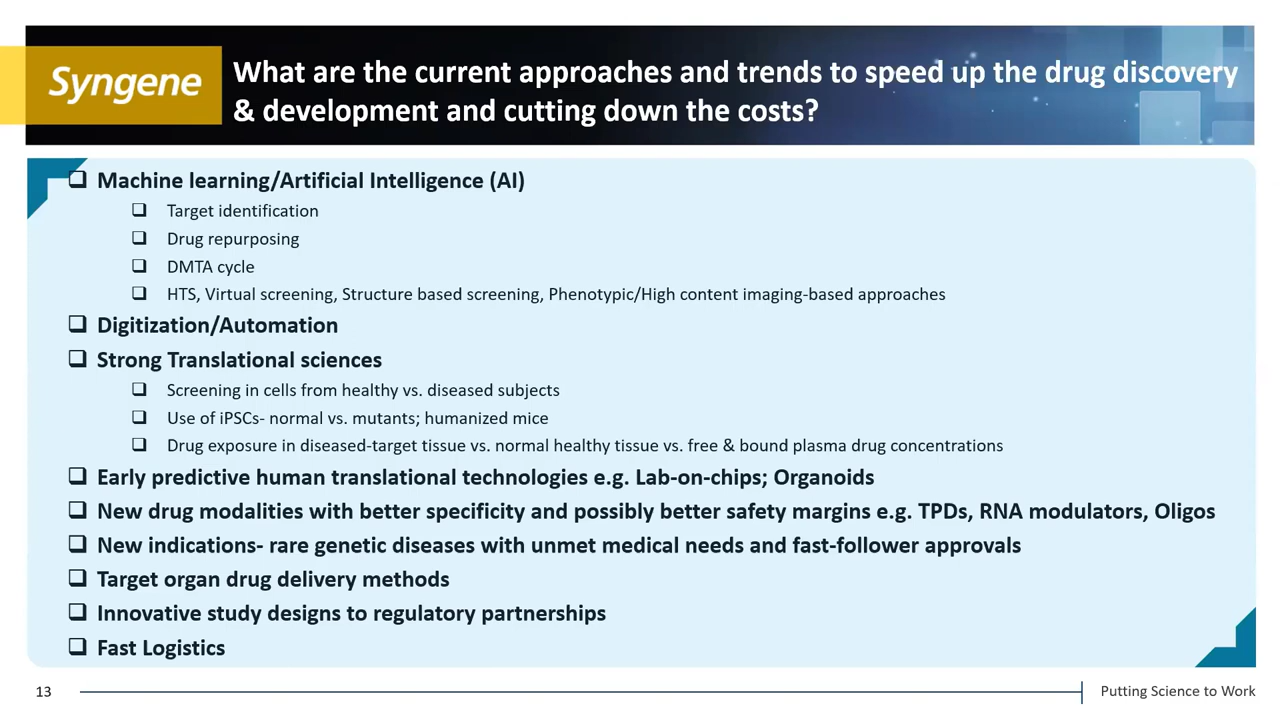 Syngene
What are the current approaches and trends to speed up the drug discovery
& development and cutting down the costs?
❑ Machine learning/Artificial Intelligence (AI)
❑ Target identification
❑ Drug repurposing
❑ DMTA cycle
❑ HTS, Virtual screening, Structure based screening, Phenotypic/High content imaging-based approaches
❑ Digitization/Automation
❑ Strong Translational sciences
❑ Screening in cells from healthy vs. diseased subjects
❑ Use of iPSCs- normal vs. mutants; humanized mice
❑ Drug exposure in diseased-target tissue vs. normal healthy tissue vs. free & bound plasma drug concentrations
❑ Early predictive human translational technologies e.g. Lab-on-chips; Organoids
❑ New drug modalities with better specificity and possibly better safety margins e.g. TPDs, RNA modulators, Oligos
❑ New indications- rare genetic diseases with unmet medical needs and fast-follower approvals
❑ Target organ drug delivery methods
❑ Innovative study designs to regulatory partnerships
❑ Fast Logistics
13
Putting Science to Work